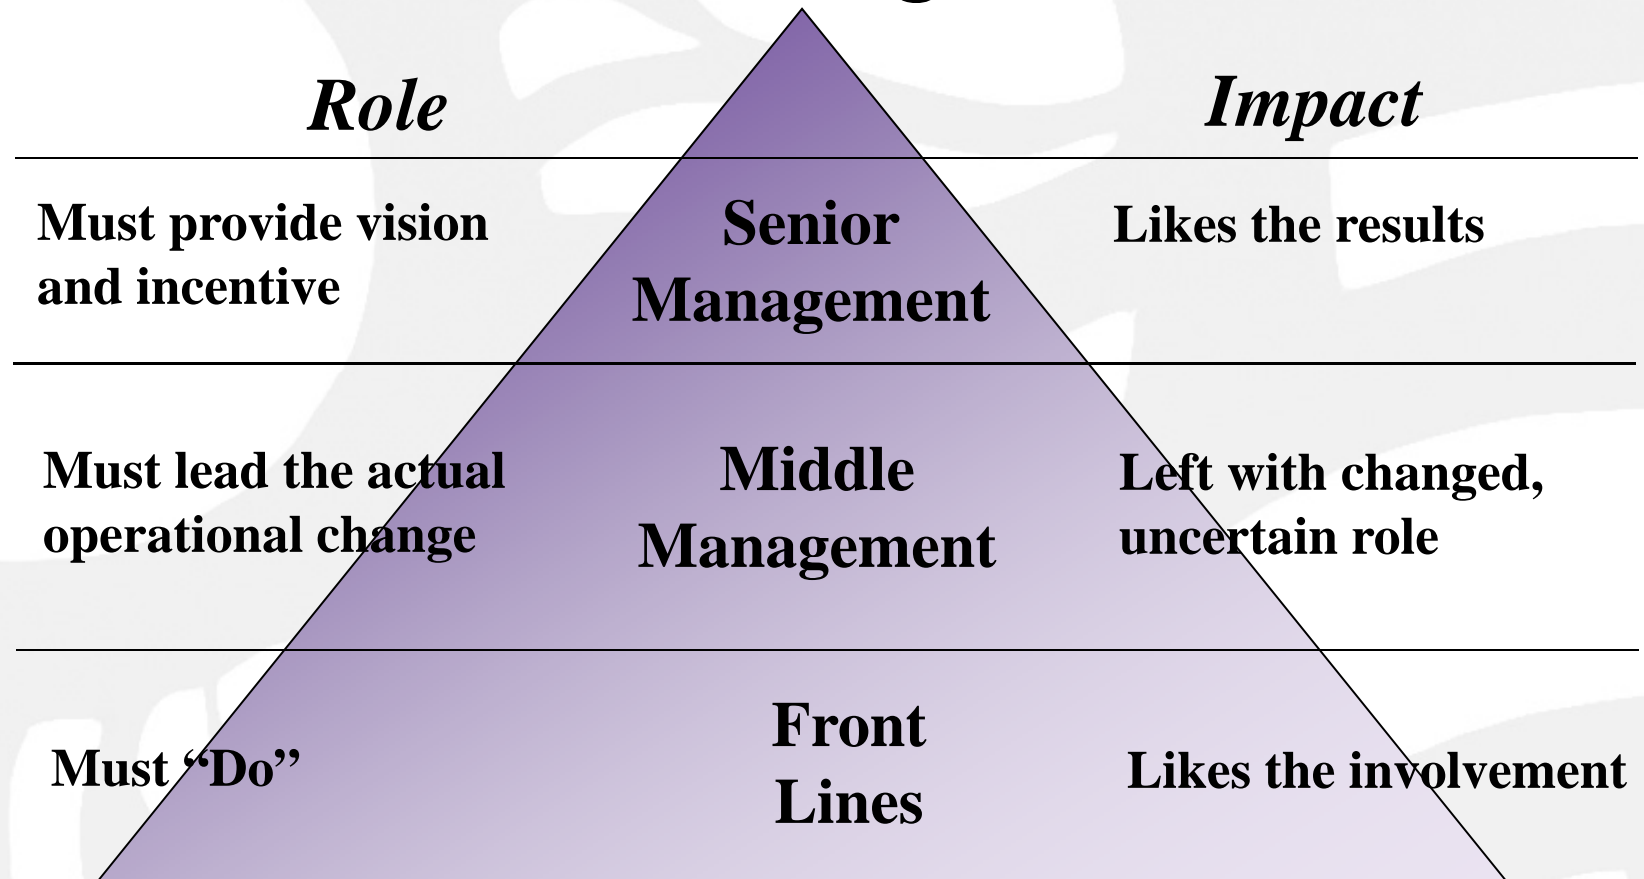 Role
Impact
Must provide vision
and incentive
Senior
Management
Likes the results
Must lead the actual
operational change
Middle
Management
Left with changed,
uncertain role
Must “Do”
Front
Lines
Likes the involvement